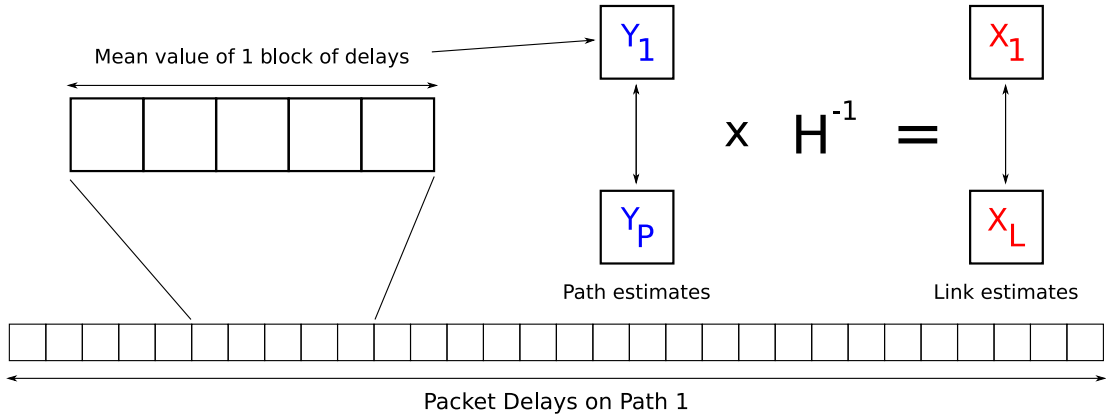 Mean value of 1 block of delays
Y1
YP
x H-1 =
X1
XL
Path estimates
Link estimates
Packet Delays on Path 1